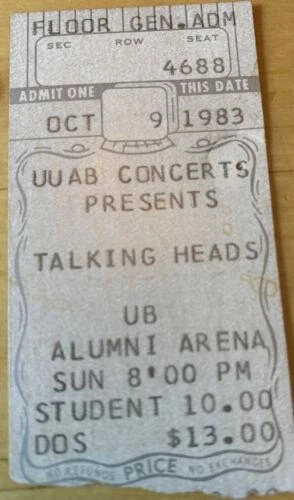 FLOOR GEN.ADM
SEC ROW SEAT
4688
ADMIT ONE THIS DATE
OCT 9 1983
UUAB CONCERTS
PRESENTS
TALKING HEADS
UB
ALUMNI ARENA
SUN 8:00 PM
STUDENT 10.00
DOS $13.00
NO REFUNDS PRICE NO EXCHANGES